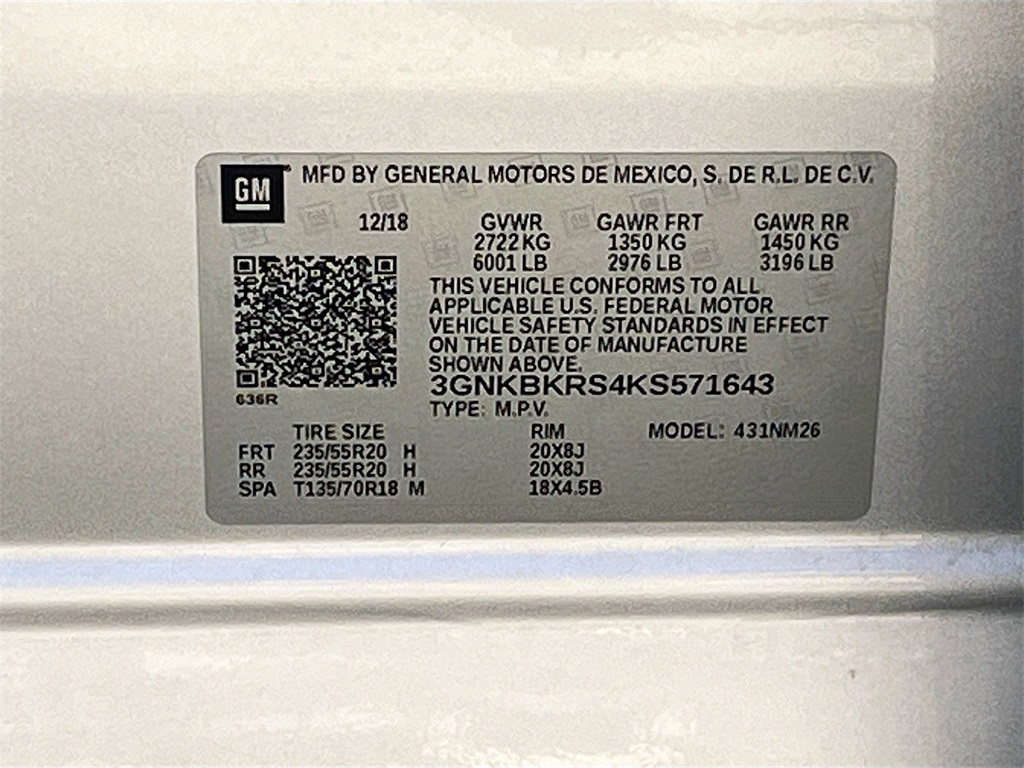 GM MFD BY GENERAL MOTORS DE MEXICO, S. DE R.L. DE C.V.
12/18 GVWR GAWR FRT GAWR RR
2722 KG 1350 KG 1450 KG
6001 LB 2976 LB 3196 LB
THIS VEHICLE CONFORMS TO ALL
APPLICABLE U.S. FEDERAL MOTOR
VEHICLE SAFETY STANDARDS IN EFFECT
ON THE DATE OF MANUFACTURE
SHOWN ABOVE.
3GNKBKRS4KS571643
636R
TYPE: M.P.V.
TIRE SIZE RIM MODEL: 431NM26
FRT 235/55R20 H 20X8J
RR 235/55R20 H 20X8J
SPA T135/70R18 M 18X4.5B